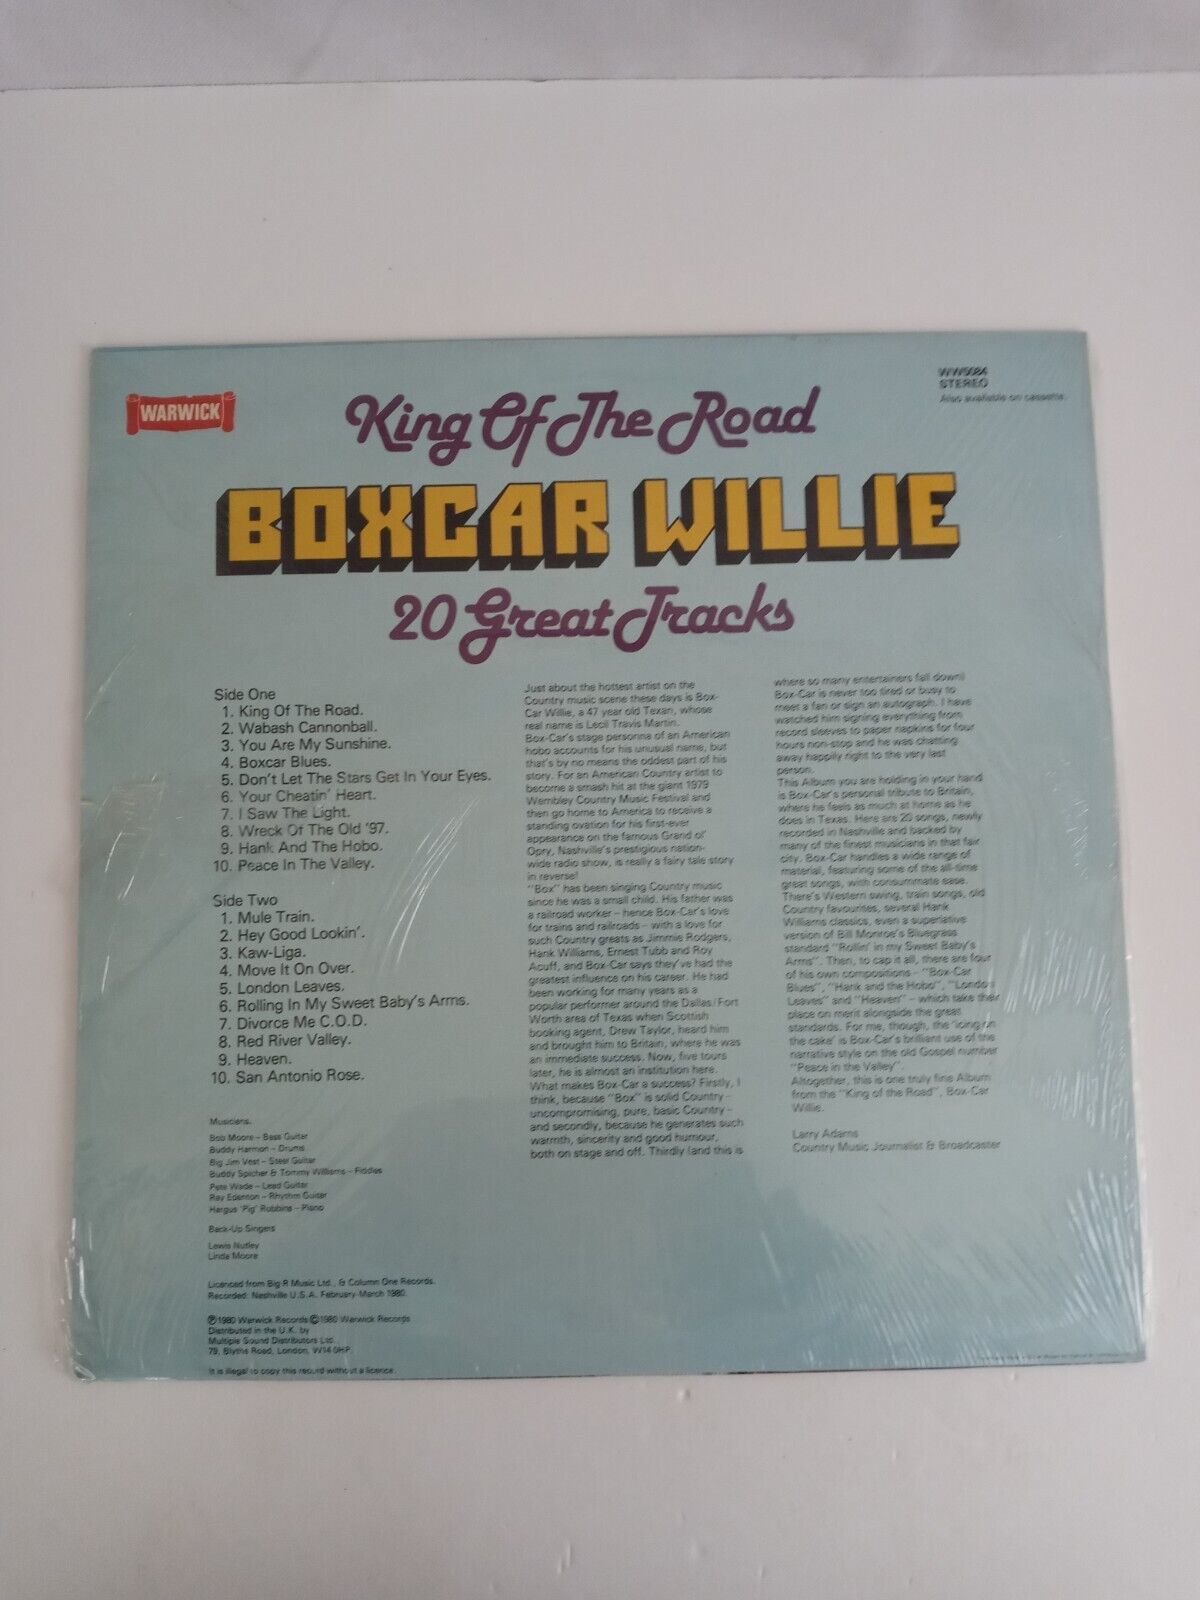 WARWICK
WW5084
STEREO
Also available on cassette.
King Of The Road
BOXCAR WILLIE
20 Great Tracks
Side One
1. King Of The Road.
2. Wabash Cannonball.
3. You Are My Sunshine.
4. Boxcar Blues.
5. Don't Let The Stars Get In Your Eyes.
6. Your Cheatin' Heart.
7. I Saw The Light.
8. Wreck Of The Old '97.
9. Hank And The Hobo.
10. Peace In The Valley.
Side Two
1. Mule Train.
2. Hey Good Lookin'.
3. Kaw-Liga.
4. Move It On Over.
5. London Leaves.
6. Rolling In My Sweet Baby's Arms.
7. Divorce Me C.O.D.
8. Red River Valley.
9. Heaven.
10. San Antonio Rose.
Musicians.
Bob Moore – Bass Guitar
Buddy Harmon – Drums
Big Jim Vest – Steel Guitar
Buddy Spicher & Tommy Williams – Fiddles
Pete Wade – Lead Guitar
Ray Edenton – Rhythm Guitar
Hargus 'Pig' Robbins – Piano
Back-Up Singers
Lewis Nutley
Linda Moore
Licenced from Big R Music Ltd., & Column One Records.
Recorded: Nashville U.S.A. February-March 1980.
Ⓟ1980 Warwick Records ©1980 Warwick Records
Distributed in the U.K. by
Multiple Sound Distributors Ltd.,
79, Blythe Road, London, W14 0HP.
It is illegal to copy this record without a licence.
Just about the hottest artist on the
Country music scene these days is Box-
Car Willie, a 47 year old Texan, whose
real name is Lecil Travis Martin.
Box-Car's stage personna of an American
hobo accounts for his unusual name, but
that's by no means the oddest part of his
story. For an American Country artist to
become a smash hit at the giant 1979
Wembley Country Music Festival and
then go home to America to receive a
standing ovation for his first-ever
appearance on the famous Grand ol'
Opry, Nashville's prestigious nation-
wide radio show, is really a fairy tale story
in reverse!
"Box" has been singing Country music
since he was a small child. His father was
a railroad worker – hence Box-Car's love
for trains and railroads – with a love for
such Country greats as Jimmie Rodgers,
Hank Williams, Ernest Tubb and Roy
Acuff, and Box-Car says they've had the
greatest influence on his career. He had
been working for many years as a
popular performer around the Dallas/Fort
Worth area of Texas when Scottish
booking agent, Drew Taylor, heard him
and brought him to Britain, where he was
an immediate success. Now, five tours
later, he is almost an institution here.
What makes Box-Car a success? Firstly, I
think, because "Box" is solid Country –
uncompromising, pure, basic Country –
and secondly, because he generates such
warmth, sincerity and good humour,
both on stage and off. Thirdly (and this is
where so many entertainers fall down)
Box-Car is never too tired or busy to
meet a fan or sign an autograph. I have
watched him signing everything from
record sleeves to paper napkins for four
hours non-stop and he was chatting
away happily right to the very last
person.
This Album you are holding in your hand
is Box-Car's personal tribute to Britain,
where he feels as much at home as he
does in Texas. Here are 20 songs, newly
recorded in Nashville and backed by
many of the finest musicians in that fair
city. Box-Car handles a wide range of
material, featuring some of the all-time
great songs, with consummate ease.
There's Western swing, train songs, old
Country favourites, several Hank
Williams classics, even a superlative
version of Bill Monroe's Bluegrass
standard "Rollin' in my Sweet Baby's
Arms". Then, to cap it all, there are four
of his own compositions – "Box-Car
Blues", "Hank and the Hobo", "London
Leaves" and "Heaven" – which take their
place on merit alongside the great
standards. For me, though, the 'icing on
the cake' is Box-Car's brilliant use of the
narrative style on the old Gospel number
"Peace in the Valley".
Altogether, this is one truly fine Album
from the "King of the Road", Box-Car
Willie.
Larry Adams
Country Music Journalist & Broadcaster